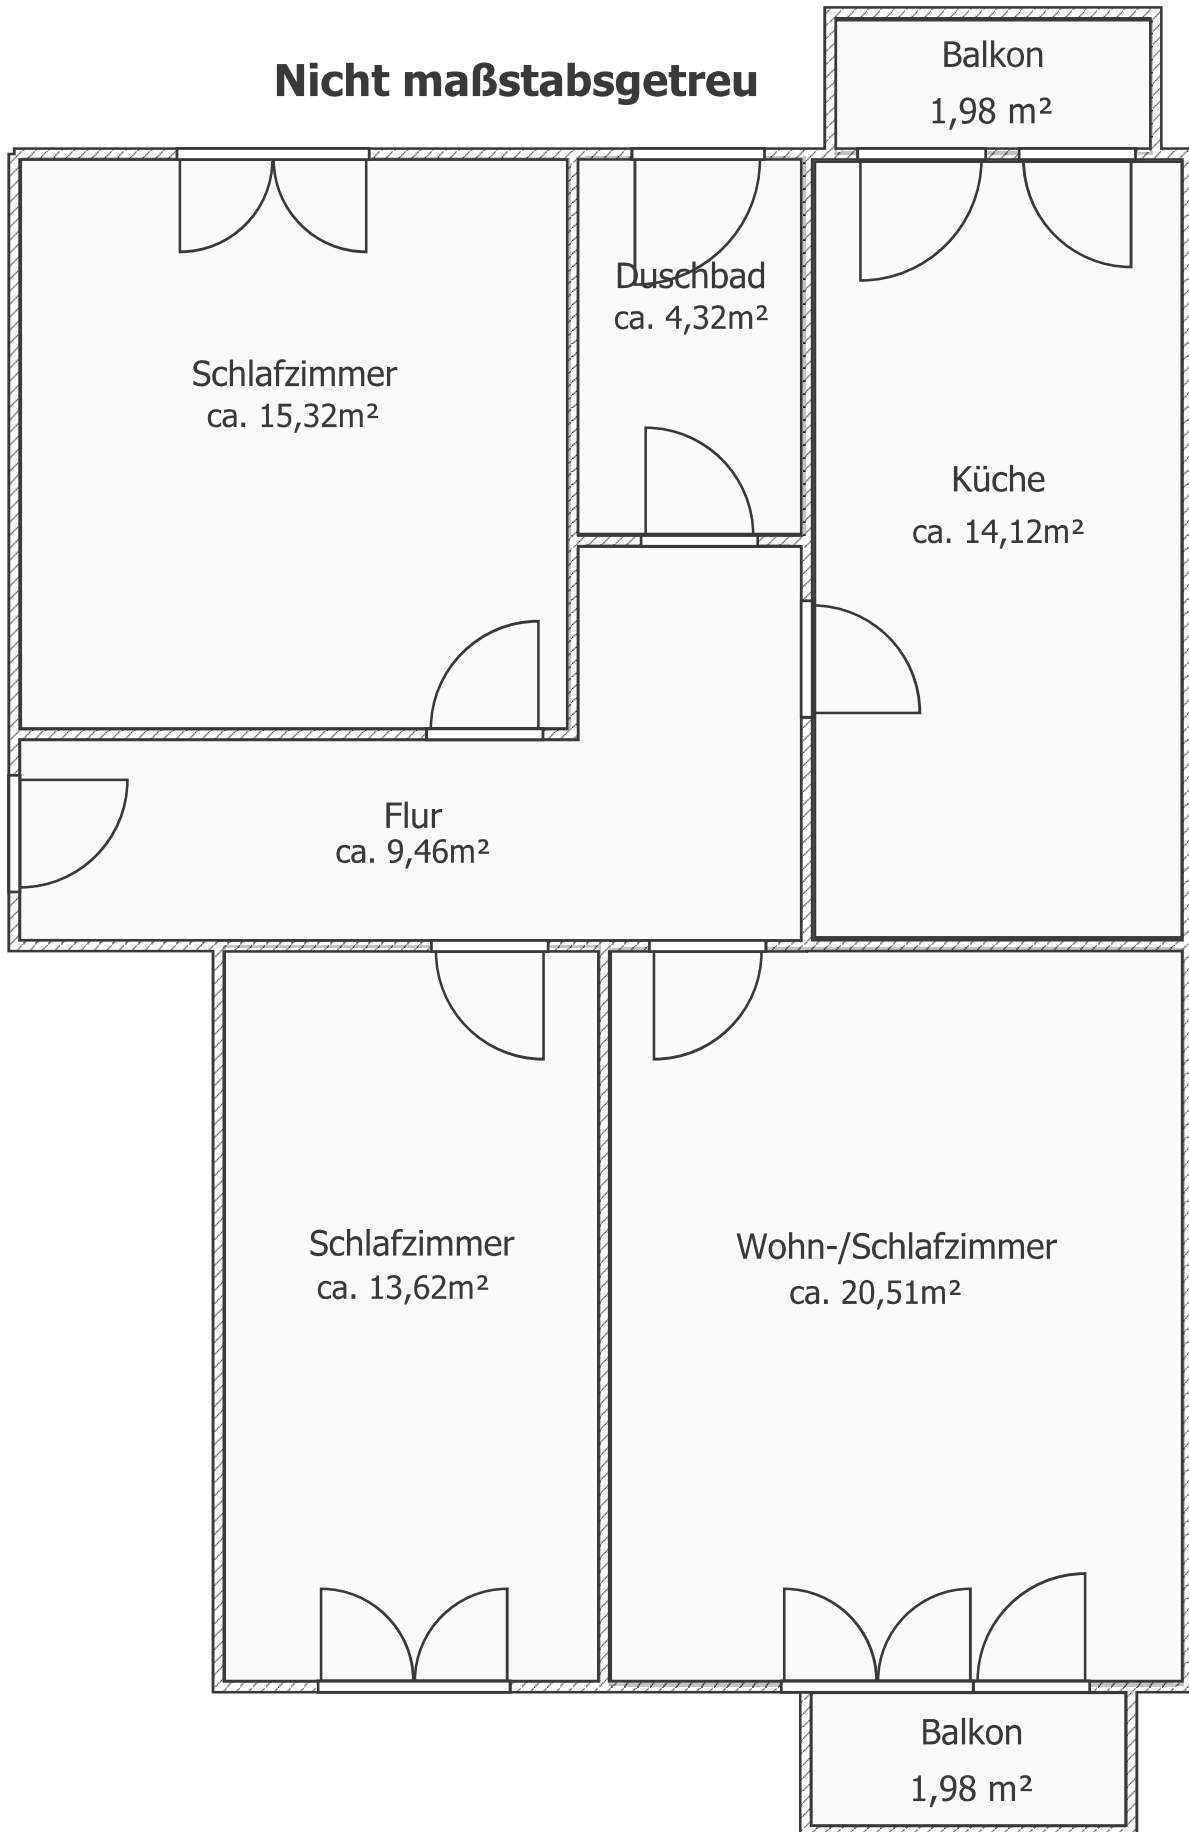 Nicht maßstabsgetreu
Balkon
1,98 m²
Duschbad
ca. 4,32m²
Schlafzimmer
ca. 15,32m²
Küche
ca. 14,12m²
Flur
ca. 9,46m²
Schlafzimmer
ca. 13,62m²
Wohn-/Schlafzimmer
ca. 20,51m²
Balkon
1,98 m²